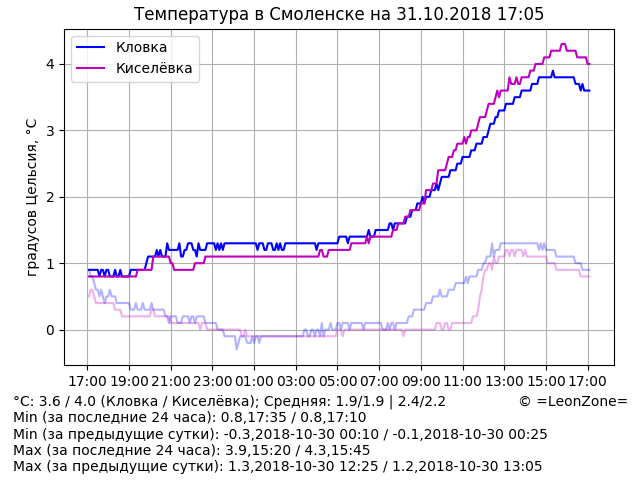 Температура в Смоленске на 31.10.2018 17:05
Кловка
Киселёвка
градусов Цельсия, °C
4
3
2
1
0
17:00 19:00 21:00 23:00 01:00 03:00 05:00 07:00 09:00 11:00 13:00 15:00 17:00
°C: 3.6 / 4.0 (Кловка / Киселёвка); Средняя: 1.9/1.9 | 2.4/2.2 © =LeonZone=
Min (за последние 24 часа): 0.8,17:35 / 0.8,17:10
Min (за предыдущие сутки): -0.3,2018-10-30 00:10 / -0.1,2018-10-30 00:25
Max (за последние 24 часа): 3.9,15:20 / 4.3,15:45
Max (за предыдущие сутки): 1.3,2018-10-30 12:25 / 1.2,2018-10-30 13:05